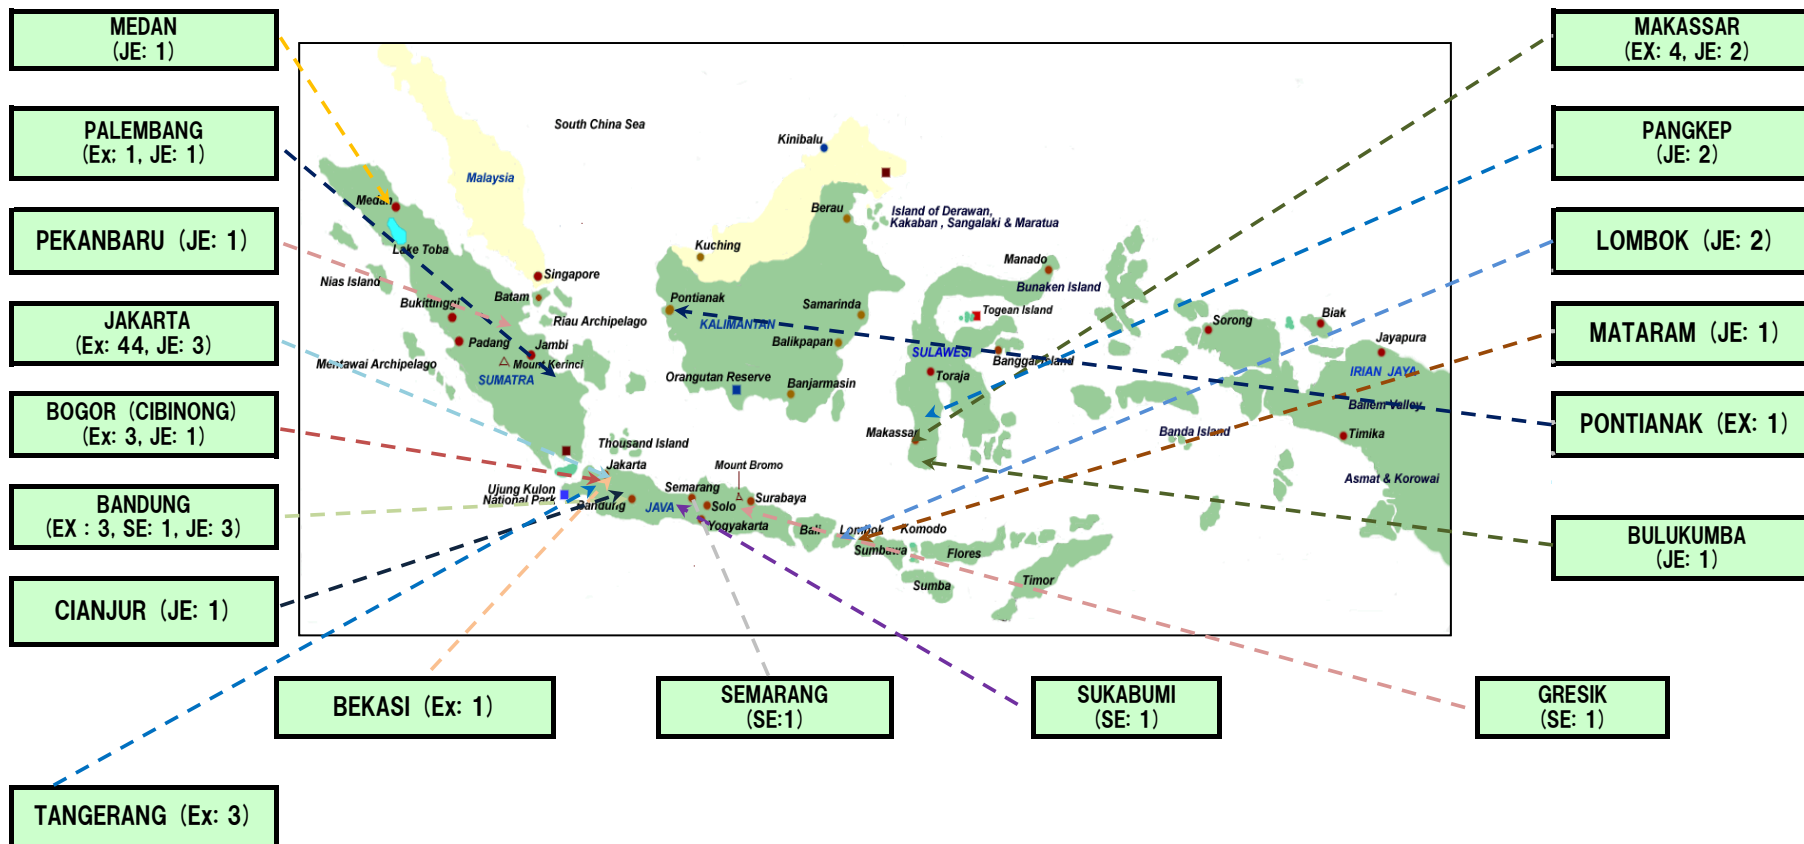 MEDAN
(JE: 1)
PALEMBANG
(Ex: 1, JE: 1)
PEKANBARU (JE: 1)
JAKARTA
(Ex: 44, JE: 3)
BOGOR (CIBINONG)
(Ex: 3, JE: 1)
BANDUNG
(EX : 3, SE: 1, JE: 3)
CIANJUR (JE: 1)
TANGERANG (Ex: 3)
BEKASI (Ex: 1)
SEMARANG
(SE:1)
SUKABUMI
(SE: 1)
GRESIK
(SE: 1)
MAKASSAR
(EX: 4, JE: 2)
PANGKEP
(JE: 2)
LOMBOK (JE: 2)
MATARAM (JE: 1)
PONTIANAK (EX: 1)
BULUKUMBA
(JE: 1)
South China Sea
Kinibalu
Malaysia
Medan
Lake Toba
Nias Island
Bukittinggi
Singapore
Batam
Riau Archipelago
Padang
Jambi
Mount Kerinci
Mentawai Archipelago
SUMATRA
Berau
Island of Derawan,
Kakaban , Sangalaki & Maratua
Kuching
Pontianak
KALIMANTAN
Samarinda
Balikpapan
Orangutan Reserve
Banjarmasin
Manado
Bunaken Island
Togean Island
SULAWESI
Banggai Island
Toraja
Makassar
Sorong
Biak
Jayapura
IRIAN JAYA
Baliem Valley
Timika
Banda Island
Asmat & Korowai
Thousand Island
Jakarta
Ujung Kulon
National Park
Bandung
JAVA
Semarang
Mount Bromo
Solo
Surabaya
Yogyakarta
Bali
Lombok
Komodo
Sumbawa
Flores
Sumba
Timor